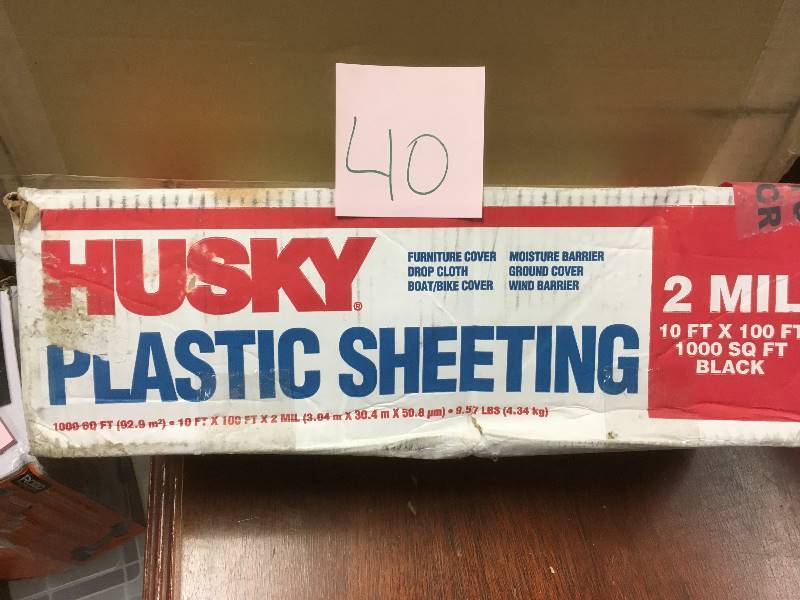 40
CR
HUSKY®
FURNITURE COVER MOISTURE BARRIER
DROP CLOTH GROUND COVER
BOAT/BIKE COVER WIND BARRIER
PLASTIC SHEETING
1000 SQ FT (92.9 m²) • 10 FT X 100 FT X 2 MIL (3.04 m X 30.4 m X 50.8 µm) • 9.57 LBS (4.34 kg)
2 MIL
10 FT X 100 FT
1000 SQ FT
BLACK